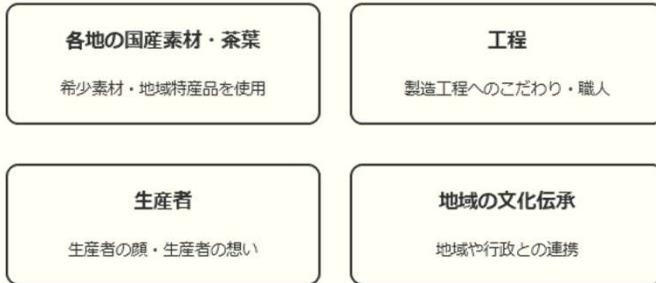 各地の国産素材・茶葉
希少素材・地域特産品を使用
工程
製造工程へのこだわり・職人
生産者
生産者の顔・生産者の想い
地域の文化伝承
地域や行政との連携